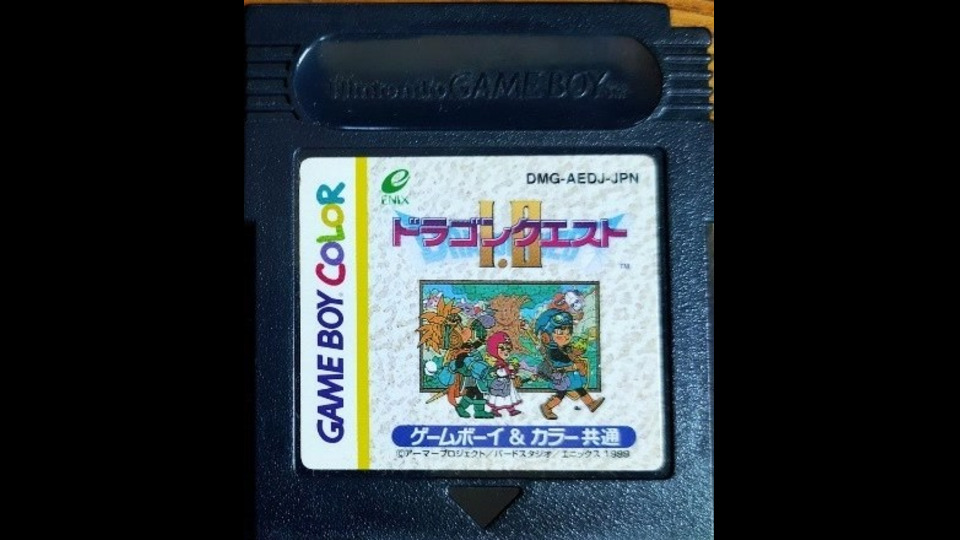 Nintendo GAME BOY TM
DMG-AEDJ-JPN
ENIX
GAME BOY COLOR
I・II
ドラゴンクエスト
TM
ゲームボーイ & カラー共通
©アーマープロジェクト/バードスタジオ/エニックス 1999